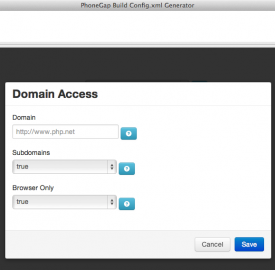 PhoneGap Build Config.xml Generator
Domain Access
Domain
http://www.php.net
?
Subdomains
true
?
Browser Only
true
?
Cancel Save